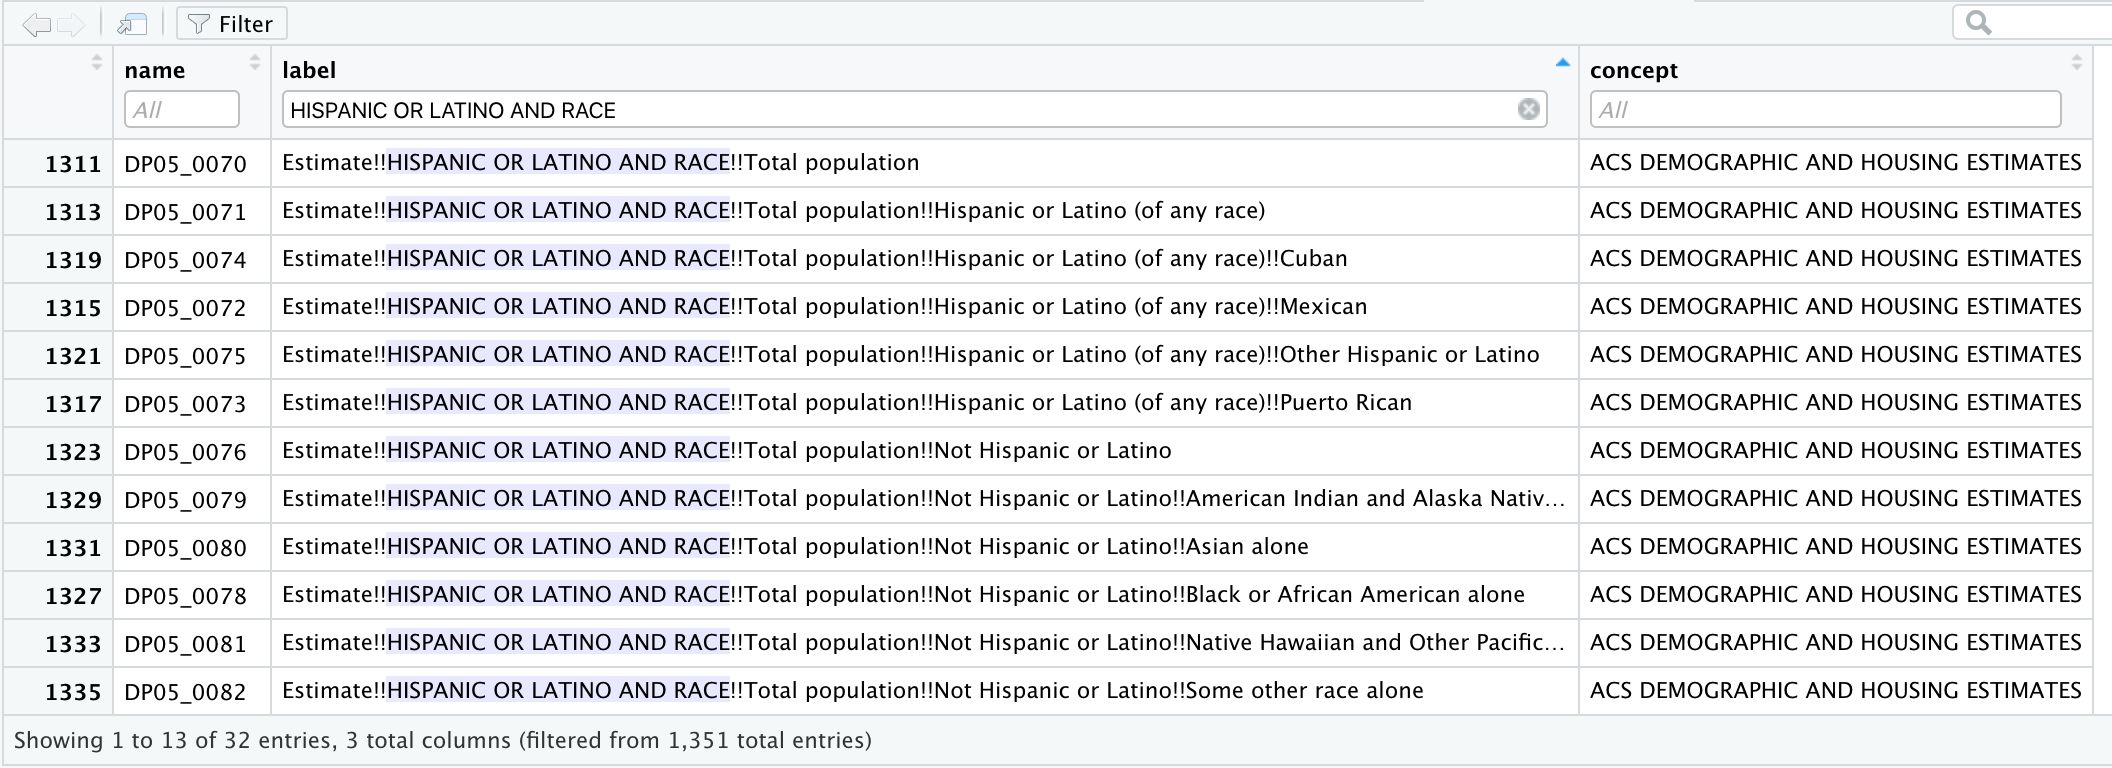 Filter
name label concept
All HISPANIC OR LATINO AND RACE All
1311 DP05_0070 Estimate!!HISPANIC OR LATINO AND RACE!!Total population ACS DEMOGRAPHIC AND HOUSING ESTIMATES
1313 DP05_0071 Estimate!!HISPANIC OR LATINO AND RACE!!Total population!!Hispanic or Latino (of any race) ACS DEMOGRAPHIC AND HOUSING ESTIMATES
1319 DP05_0074 Estimate!!HISPANIC OR LATINO AND RACE!!Total population!!Hispanic or Latino (of any race)!!Cuban ACS DEMOGRAPHIC AND HOUSING ESTIMATES
1315 DP05_0072 Estimate!!HISPANIC OR LATINO AND RACE!!Total population!!Hispanic or Latino (of any race)!!Mexican ACS DEMOGRAPHIC AND HOUSING ESTIMATES
1321 DP05_0075 Estimate!!HISPANIC OR LATINO AND RACE!!Total population!!Hispanic or Latino (of any race)!!Other Hispanic or Latino ACS DEMOGRAPHIC AND HOUSING ESTIMATES
1317 DP05_0073 Estimate!!HISPANIC OR LATINO AND RACE!!Total population!!Hispanic or Latino (of any race)!!Puerto Rican ACS DEMOGRAPHIC AND HOUSING ESTIMATES
1323 DP05_0076 Estimate!!HISPANIC OR LATINO AND RACE!!Total population!!Not Hispanic or Latino ACS DEMOGRAPHIC AND HOUSING ESTIMATES
1329 DP05_0079 Estimate!!HISPANIC OR LATINO AND RACE!!Total population!!Not Hispanic or Latino!!American Indian and Alaska Nativ... ACS DEMOGRAPHIC AND HOUSING ESTIMATES
1331 DP05_0080 Estimate!!HISPANIC OR LATINO AND RACE!!Total population!!Not Hispanic or Latino!!Asian alone ACS DEMOGRAPHIC AND HOUSING ESTIMATES
1327 DP05_0078 Estimate!!HISPANIC OR LATINO AND RACE!!Total population!!Not Hispanic or Latino!!Black or African American alone ACS DEMOGRAPHIC AND HOUSING ESTIMATES
1333 DP05_0081 Estimate!!HISPANIC OR LATINO AND RACE!!Total population!!Not Hispanic or Latino!!Native Hawaiian and Other Pacific... ACS DEMOGRAPHIC AND HOUSING ESTIMATES
1335 DP05_0082 Estimate!!HISPANIC OR LATINO AND RACE!!Total population!!Not Hispanic or Latino!!Some other race alone ACS DEMOGRAPHIC AND HOUSING ESTIMATES
Showing 1 to 13 of 32 entries, 3 total columns (filtered from 1,351 total entries)